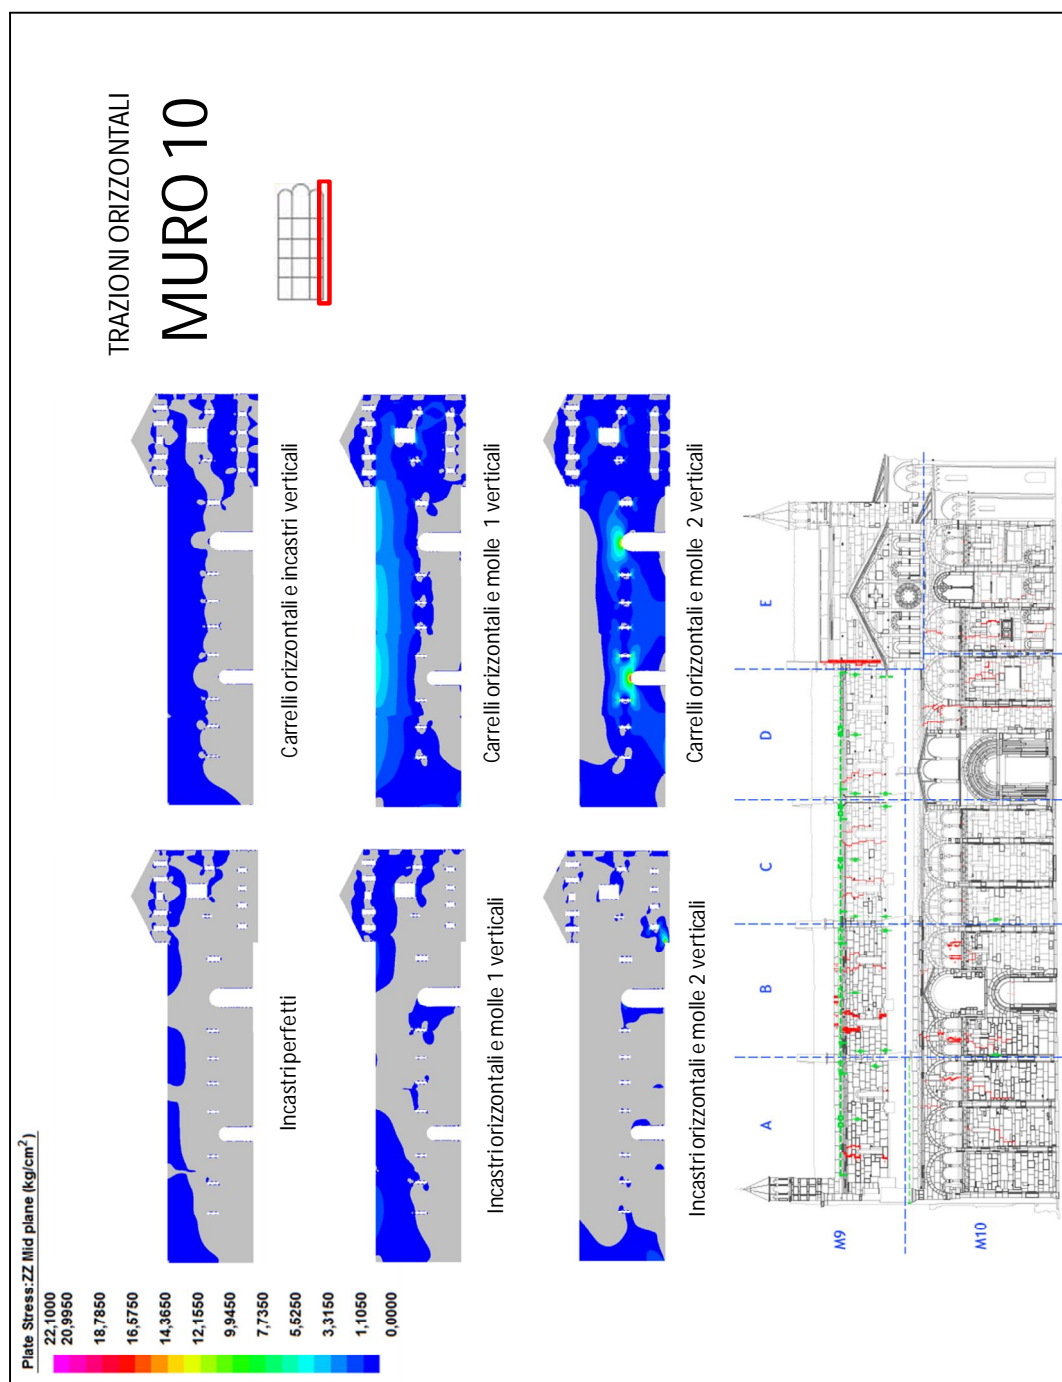 Plate Stress:ZZ Mid plane (kg/cm²)
22,1000
20,9950
18,7850
16,5750
14,3650
12,1550
9,9450
7,7350
5,5250
3,3150
1,1050
0,0000
TRAZIONI ORIZZONTALI
MURO 10
Incastri perfetti
Carrelli orizzontali e incastri verticali
Incastri orizzontali e molle 1 verticali
Carrelli orizzontali e molle 1 verticali
Incastri orizzontali e molle 2 verticali
Carrelli orizzontali e molle 2 verticali
A
B
C
D
E
M9
M10